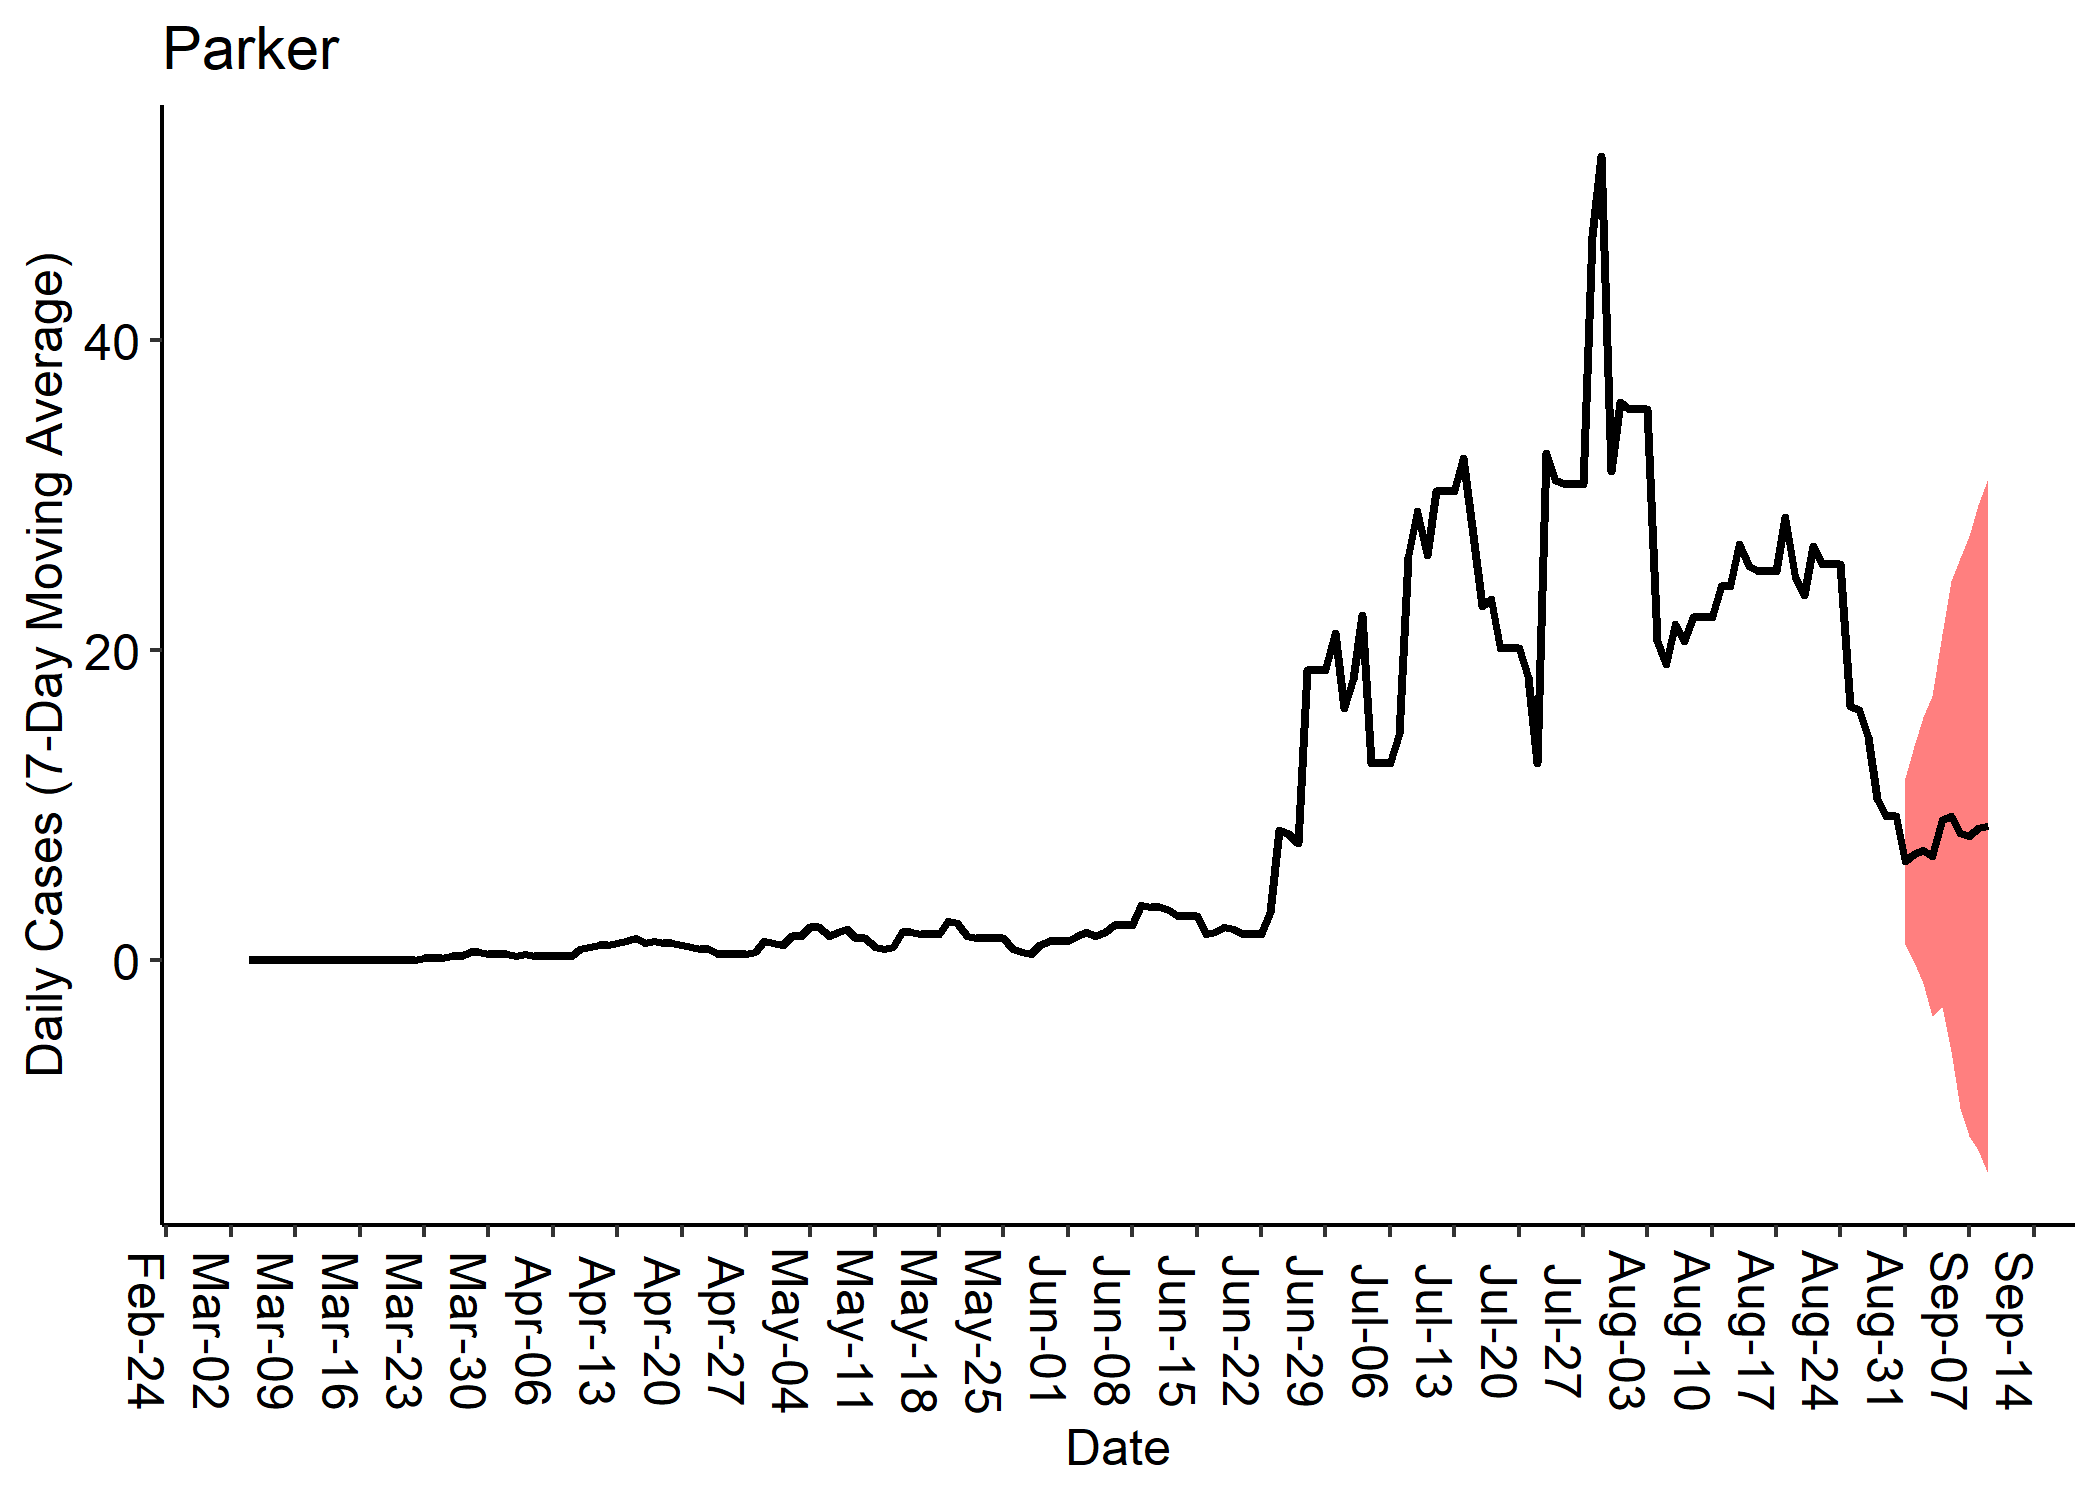 Parker
Daily Cases (7-Day Moving Average)
40
20
0
Feb-24
Mar-02
Mar-09
Mar-16
Mar-23
Mar-30
Apr-06
Apr-13
Apr-20
Apr-27
May-04
May-11
May-18
May-25
Jun-01
Jun-08
Jun-15
Jun-22
Jun-29
Jul-06
Jul-13
Jul-20
Jul-27
Aug-03
Aug-10
Aug-17
Aug-24
Aug-31
Sep-07
Sep-14
Date